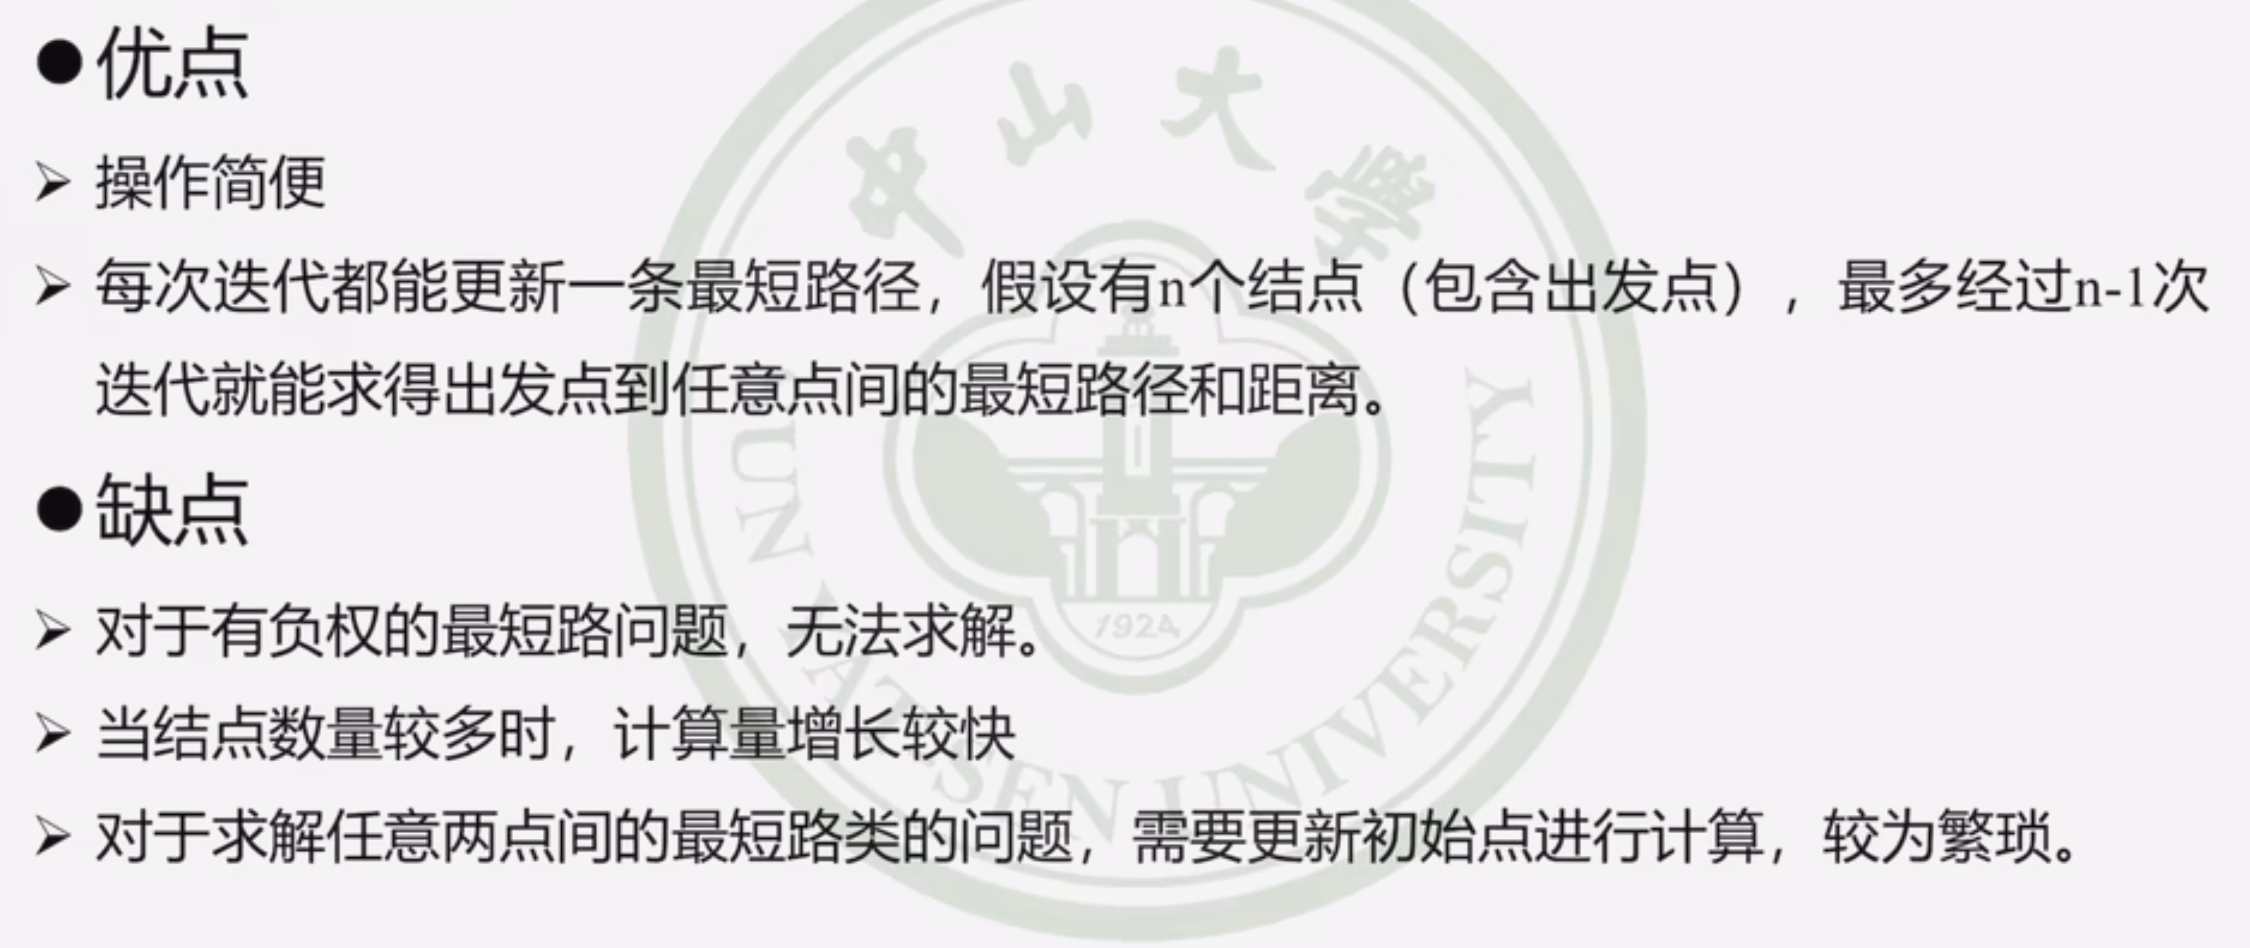 ●优点
➢ 操作简便
➢ 每次迭代都能更新一条最短路径，假设有n个结点（包含出发点），最多经过n-1次
迭代就能求得出发点到任意点间的最短路径和距离。
●缺点
➢ 对于有负权的最短路问题，无法求解。
➢ 当结点数量较多时，计算量增长较快
➢ 对于求解任意两点间的最短路类的问题，需要更新初始点进行计算，较为繁琐。
中山大學
1924
UN YAT-SEN UNIVERSITY